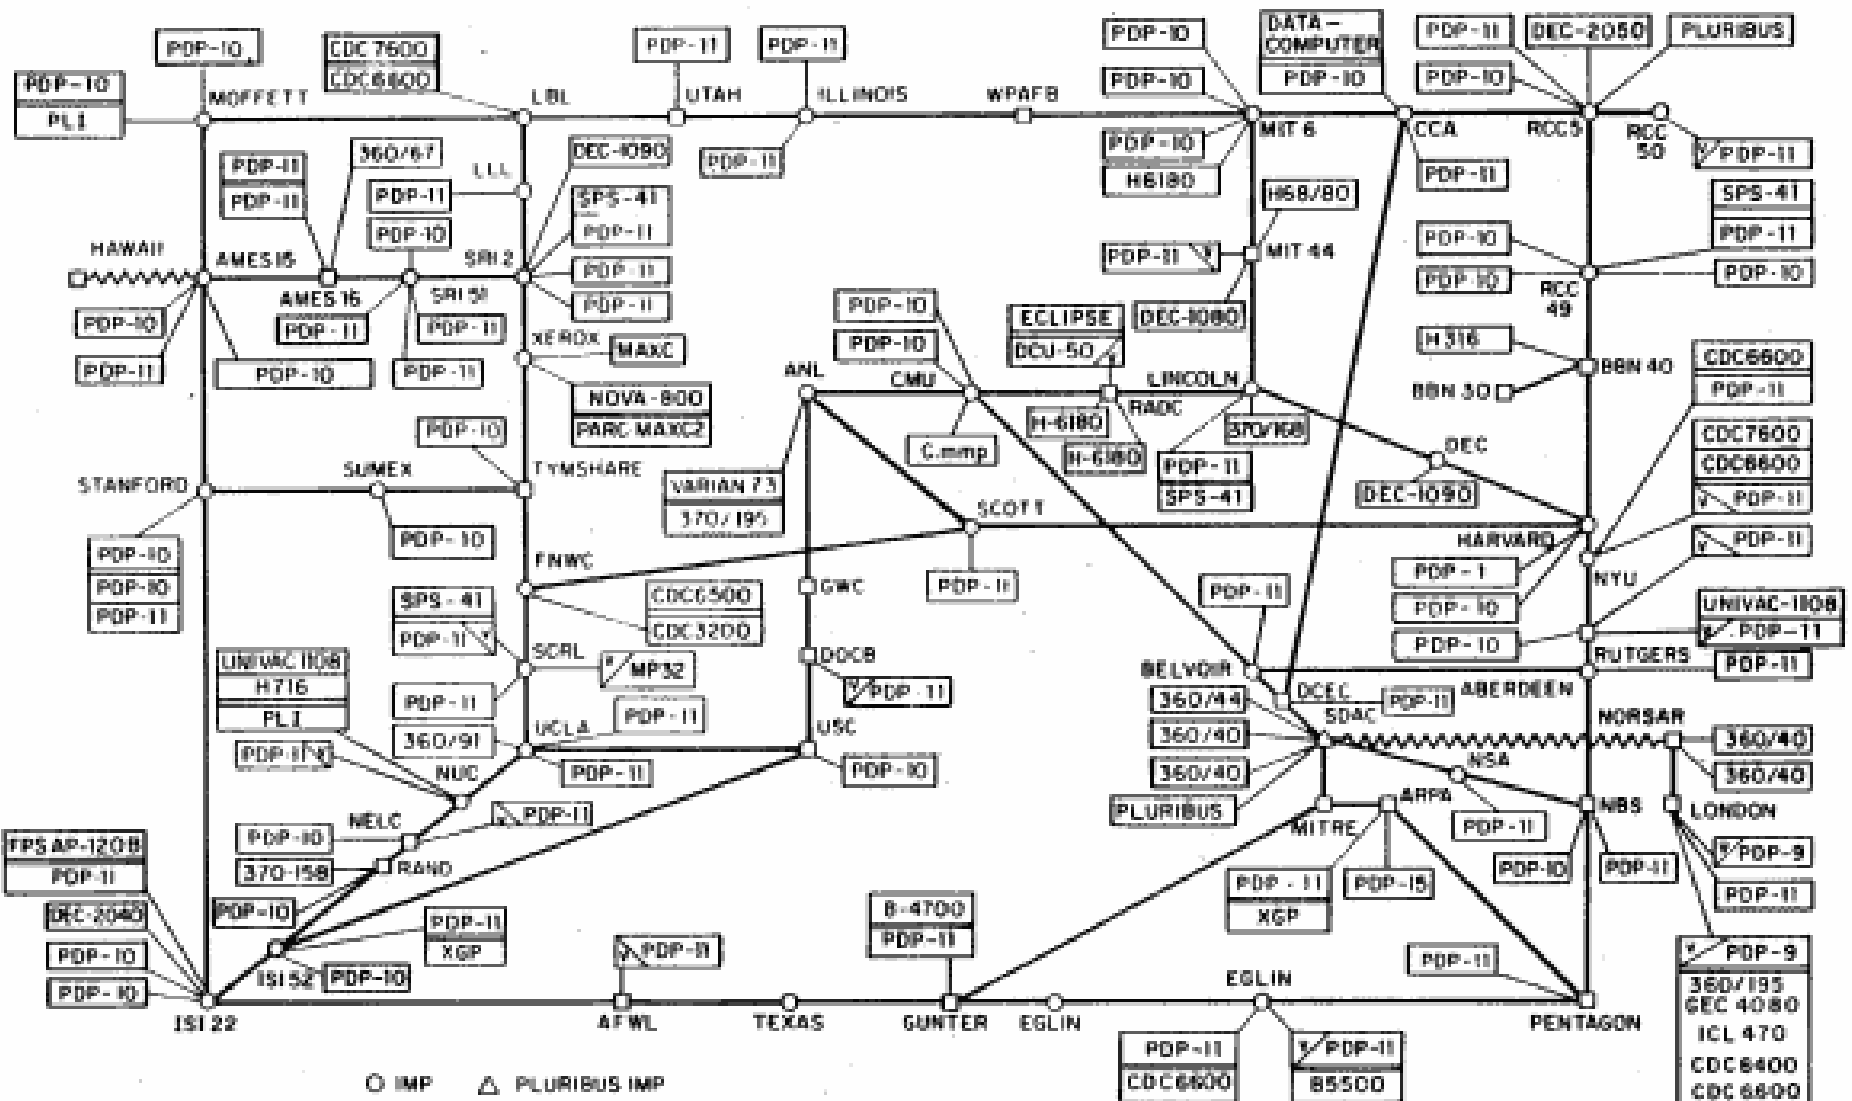 PDP-10
CDC 7600
CDC6600
PDP-11
PDP-11
PDP-10
DATA-
COMPUTER
PDP-10
PDP-11
DEC-2050
PLURIBUS
PDP-10
PLI
MOFFETT
LBL
UTAH
ILLINOIS
WPAFB
PDP-10
PDP-10
MIT 6
CCA
RCC5
RCC
50
PDP-11
PDP-11
PDP-11
360/67
LLL
PDP-11
DEC-1090
PDP-11
PDP-10
H6180
PDP-11
PDP-11
SPS-41
PDP-11
PDP-10
SPS-41
PDP-11
H68/80
HAWAII
AMES15
AMES16
SRI 51
SRI 2
PDP-11
PDP-11
PDP-11
MIT 44
PDP-10
PDP-10
PDP-10
RCC
49
PDP-10
PDP-11
PDP-10
PDP-11
PDP-11
PDP-11
XEROX
MAXC
NOVA-800
PARC MAXC2
PDP-10
PDP-10
ECLIPSE
DCU-50
DEC-1080
H316
BBN 40
BBN 30
CDC6600
PDP-11
ANL
CMU
RADC
LINCOLN
H-6180
H-6180
370/168
C.mmp
PDP-11
SPS-41
DEC
DEC-1090
CDC7600
CDC6600
PDP-11
PDP-11
PDP-10
STANFORD
SUMEX
TYMSHARE
PDP-10
VARIAN 73
370/195
SCOTT
PDP-11
HARVARD
NYU
PDP-1
PDP-10
PDP-10
PDP-10
PDP-10
PDP-11
FNWC
CDC6500
CDC3200
GWC
PDP-11
UNIVAC-1108
PDP-11
RUTGERS
PDP-11
SPS-41
PDP-11
SCRL
MP32
DOCB
PDP-11
BELVOIR
ABERDEEN
DCEC
PDP-11
SDAC
NORSAR
UNIVAC 1108
H716
PLI
PDP-11
PDP-11
360/91
UCLA
PDP-11
PDP-11
USC
PDP-10
360/44
360/40
360/40
PLURIBUS
360/40
360/40
NUC
NSA
PDP-11
NBS
LONDON
NELC
PDP-10
PDP-11
RAND
370-158
PDP-10
MITRE
ARPA
PDP-11
XGP
PDP-15
PDP-10
PDP-11
PDP-9
PDP-11
FPS AP-120B
PDP-11
DEC-2040
PDP-10
PDP-10
PDP-11
XGP
ISI 52
PDP-10
PDP-11
B-4700
PDP-11
PDP-11
PDP-9
360/195
GEC 4080
ICL 470
CDC6400
CDC 6600
ISI 22
AFWL
TEXAS
GUNTER
EGLIN
EGLIN
PENTAGON
PDP-11
CDC6600
PDP-11
B5500
IMP
PLURIBUS IMP